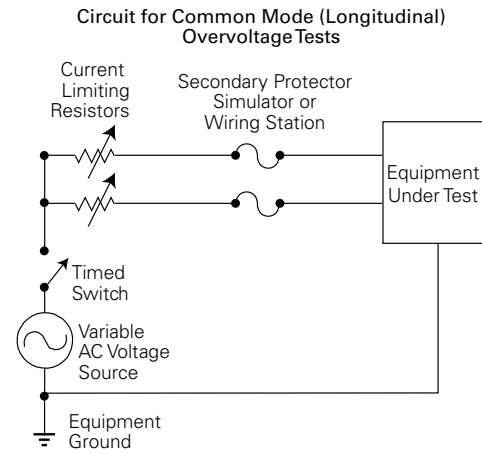 Circuit for Common Mode (Longitudinal)
Overvoltage Tests
Current
Limiting
Resistors
Secondary Protector
Simulator or
Wiring Station
Equipment
Under Test
Timed
Switch
Variable
AC Voltage
Source
Equipment
Ground